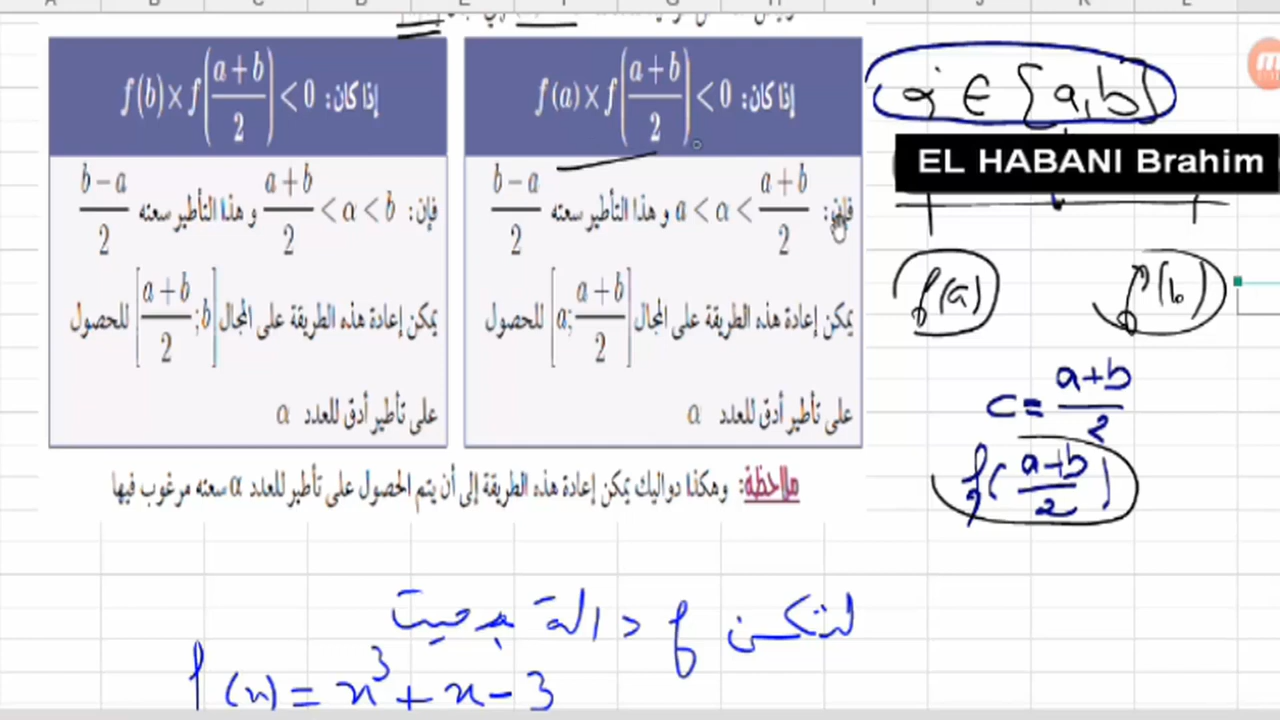 إذا كان: f(a)×f((a+b)/2)<0
فإن: a<α<(a+b)/2 و هذا التأطير سعته (b−a)/2
يمكن إعادة هذه الطريقة على المجال [a;(a+b)/2] للحصول
على تأطير أدق للعدد α
إذا كان: f(b)×f((a+b)/2)<0
فإن: (a+b)/2<α<b و هذا التأطير سعته (b−a)/2
يمكن إعادة هذه الطريقة على المجال [(a+b)/2;b] للحصول
على تأطير أدق للعدد α
ملاحظة: وهكذا دواليك يمكن إعادة هذه الطريقة إلى أن يتم الحصول على تأطير للعدد α سعته مرغوب فيها
α ∈ [a,b]
EL HABANI Brahim
f(a) f(b)
c = (a+b)/2
f((a+b)/2)
لتكن f دالة بحيث
f(x) = x³ + x − 3